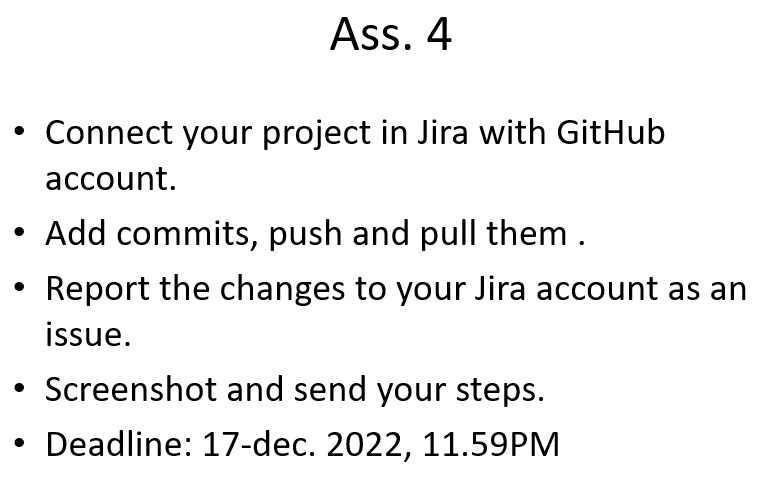 Ass. 4
• Connect your project in Jira with GitHub
account.
• Add commits, push and pull them .
• Report the changes to your Jira account as an
issue.
• Screenshot and send your steps.
• Deadline: 17-dec. 2022, 11.59PM